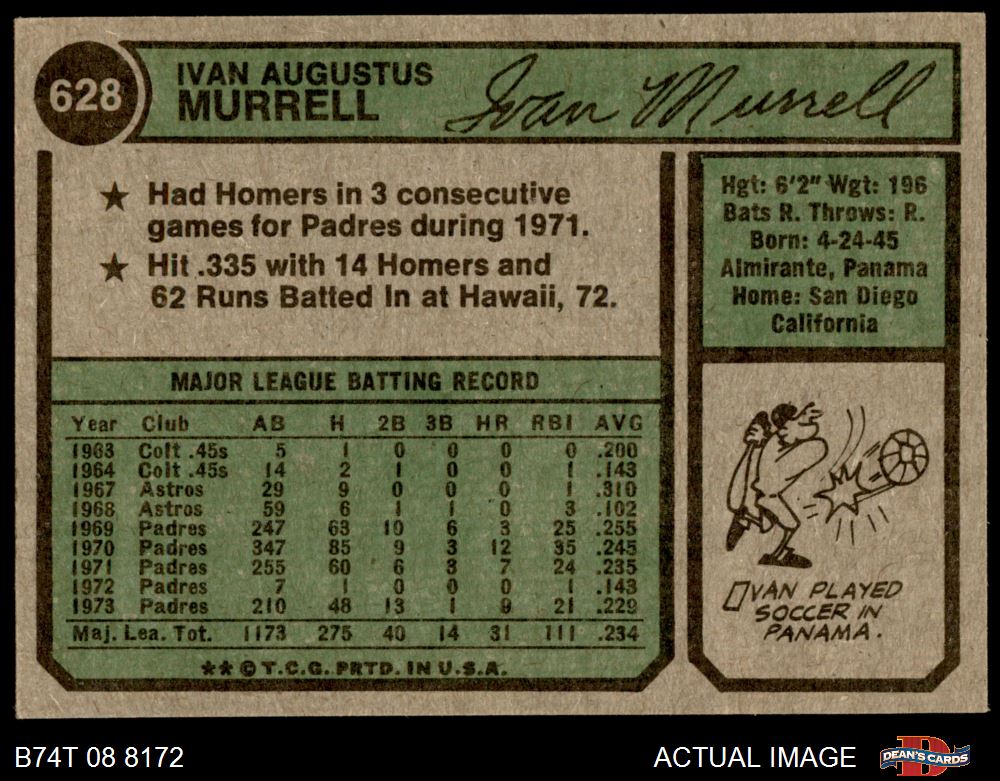 628
IVAN AUGUSTUS
MURRELL
Ivan Murrell
★ Had Homers in 3 consecutive
games for Padres during 1971.
★ Hit .335 with 14 Homers and
62 Runs Batted In at Hawaii, 72.
Hgt: 6'2" Wgt: 196
Bats R. Throws: R.
Born: 4-24-45
Almirante, Panama
Home: San Diego
California
MAJOR LEAGUE BATTING RECORD
Year Club AB H 2B 3B HR RBI AVG
1963 Colt .45s 5 1 0 0 0 0 .200
1964 Colt .45s 14 2 1 0 0 1 .143
1967 Astros 29 9 0 0 0 1 .310
1968 Astros 59 6 1 1 0 3 .102
1969 Padres 247 63 10 6 3 25 .255
1970 Padres 347 85 9 3 12 35 .245
1971 Padres 255 60 6 3 7 24 .235
1972 Padres 7 1 0 0 0 1 .143
1973 Padres 210 48 13 1 9 21 .229
Maj. Lea. Tot. 1173 275 40 14 31 111 .234
** © T.C.G. PRTD. IN U.S.A.
IVAN PLAYED
SOCCER IN
PANAMA.
B74T 08 8172
ACTUAL IMAGE
DEAN'S CARDS